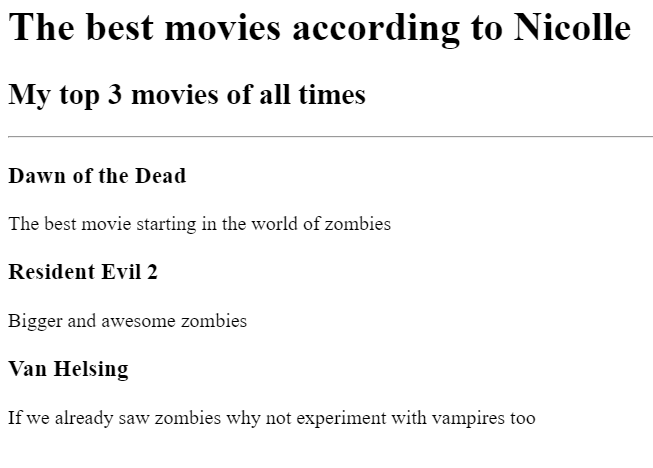 The best movies according to Nicolle
My top 3 movies of all times
Dawn of the Dead
The best movie starting in the world of zombies
Resident Evil 2
Bigger and awesome zombies
Van Helsing
If we already saw zombies why not experiment with vampires too